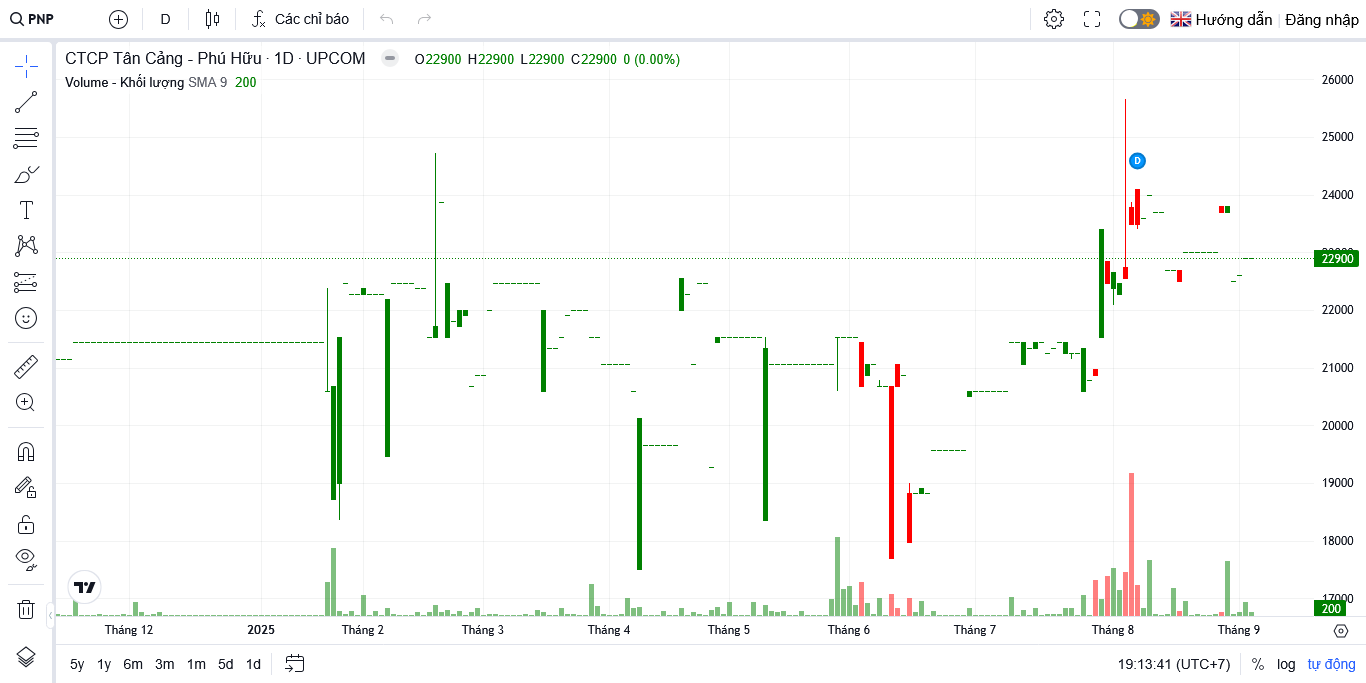 PNP D Các chỉ báo Hướng dẫn Đăng nhập
CTCP Tân Cảng - Phú Hữu · 1D · UPCOM O22900 H22900 L22900 C22900 0 (0.00%)
Volume - Khối lượng SMA 9 200
26000
25000
D
24000
23000
22900
22000
21000
20000
19000
18000
17000
200
Tháng 12 2025 Tháng 2 Tháng 3 Tháng 4 Tháng 5 Tháng 6 Tháng 7 Tháng 8 Tháng 9
5y 1y 6m 3m 1m 5d 1d 19:13:41 (UTC+7) % log tự động